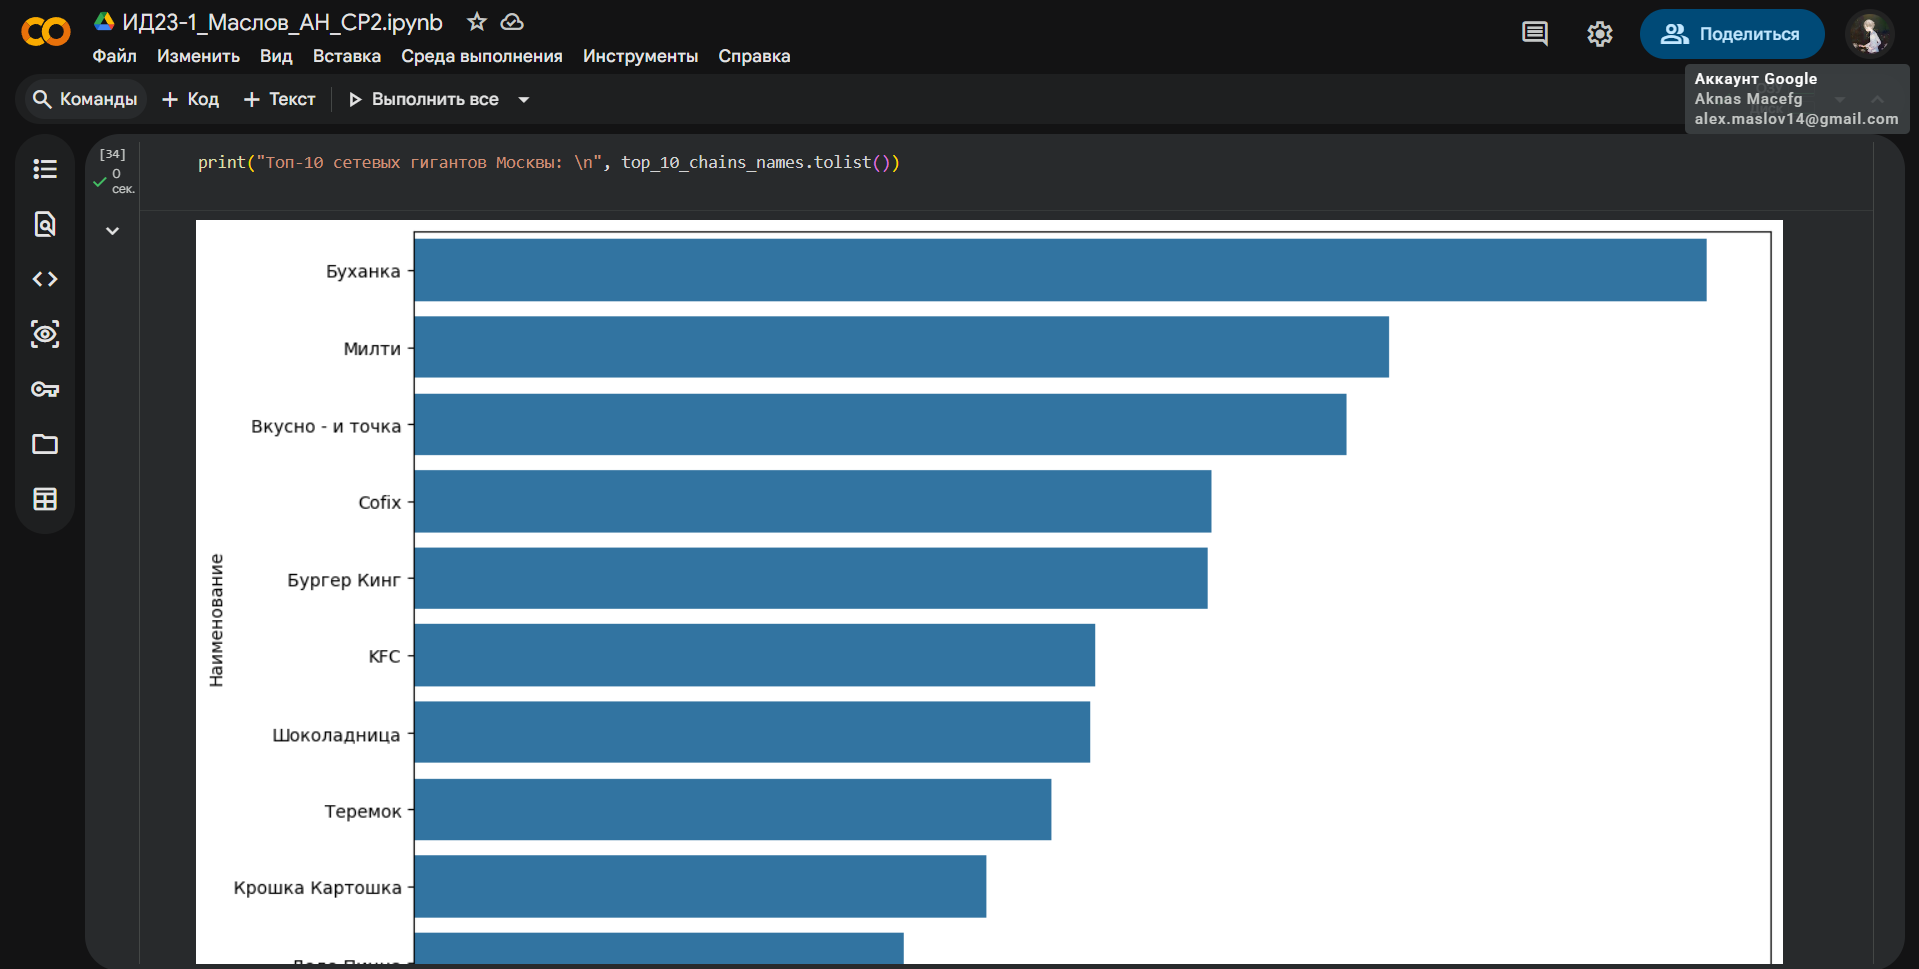 ИД23-1_Маслов_АН_СР2.ipynb
Файл Изменить Вид Вставка Среда выполнения Инструменты Справка
Поделиться
Команды + Код + Текст Выполнить все
Аккаунт Google
Aknas Macefg
alex.maslov14@gmail.com
[34]
0
сек.
print("Топ-10 сетевых гигантов Москвы: \n", top_10_chains_names.tolist())
Наименование
Буханка
Милти
Вкусно - и точка
Cofix
Бургер Кинг
KFC
Шоколадница
Теремок
Крошка Картошка